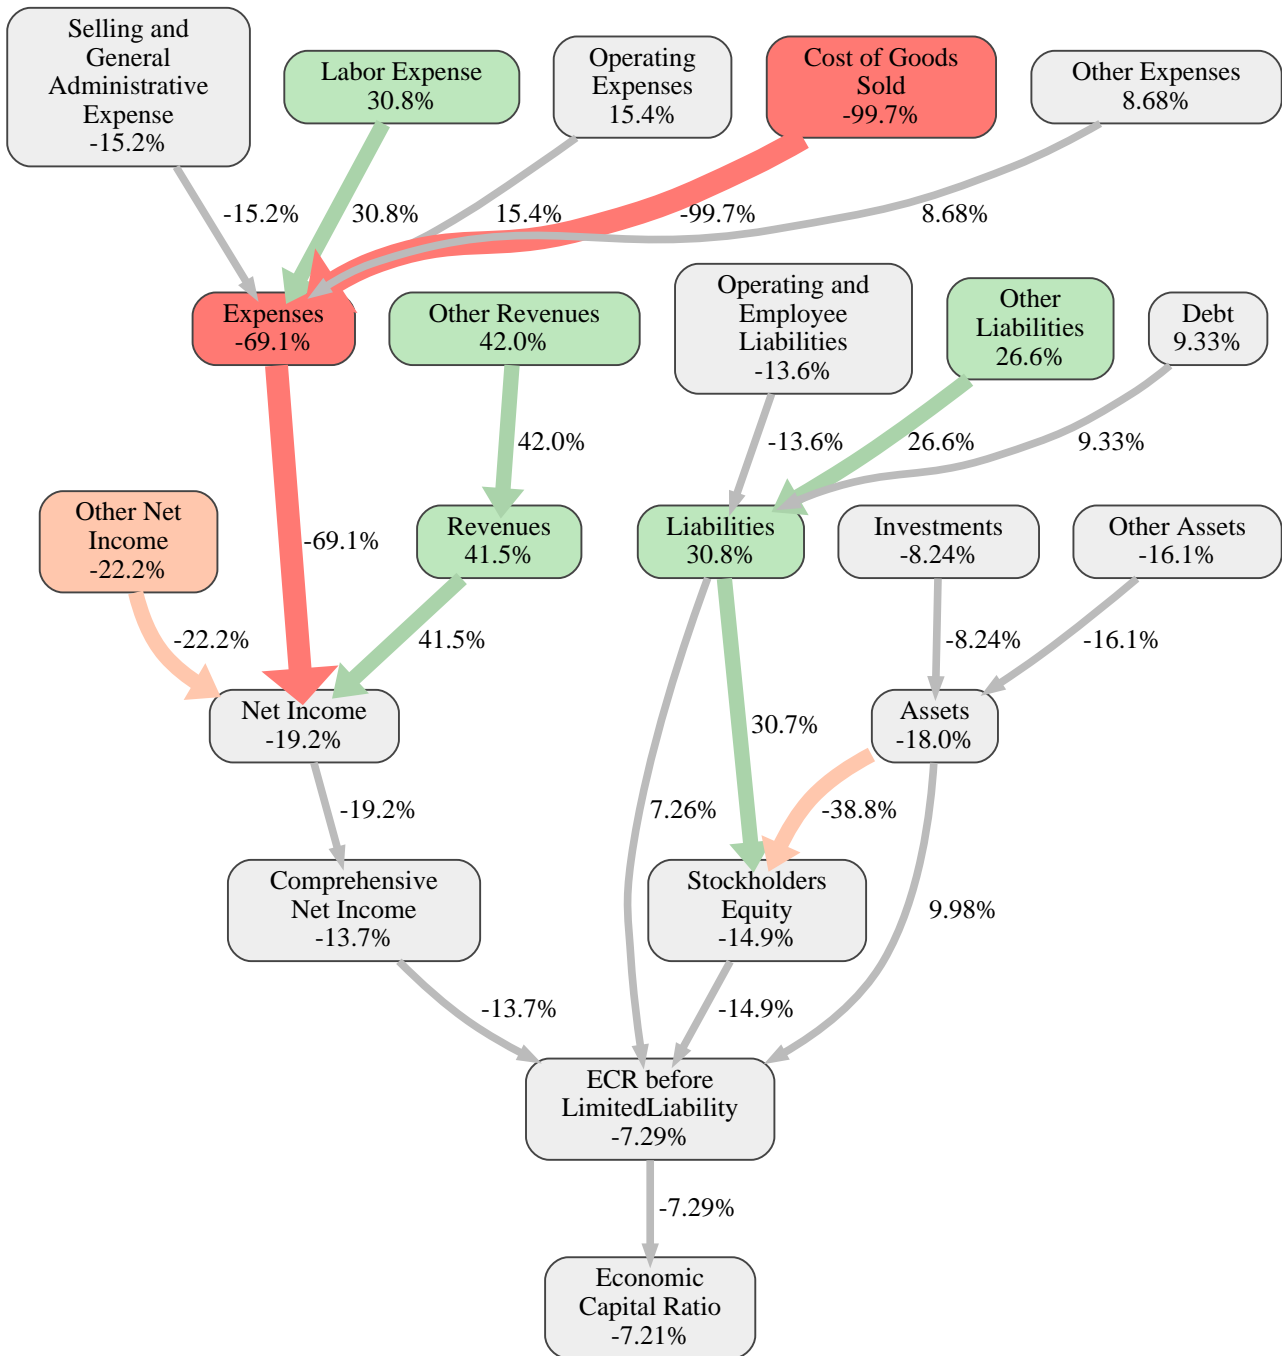 Selling and
General
Administrative
Expense
-15.2%
Labor Expense
30.8%
Operating
Expenses
15.4%
Cost of Goods
Sold
-99.7%
Other Expenses
8.68%
-15.2%
30.8%
15.4%
-99.7%
8.68%
Expenses
-69.1%
Other Revenues
42.0%
Operating and
Employee
Liabilities
-13.6%
Other
Liabilities
26.6%
Debt
9.33%
42.0%
-13.6%
26.6%
9.33%
Other Net
Income
-22.2%
-69.1%
Revenues
41.5%
Liabilities
30.8%
Investments
-8.24%
Other Assets
-16.1%
-22.2%
41.5%
-8.24%
-16.1%
Net Income
-19.2%
30.7%
Assets
-18.0%
-19.2%
7.26%
-38.8%
Comprehensive
Net Income
-13.7%
Stockholders
Equity
-14.9%
9.98%
-13.7%
-14.9%
ECR before
LimitedLiability
-7.29%
-7.29%
Economic
Capital Ratio
-7.21%